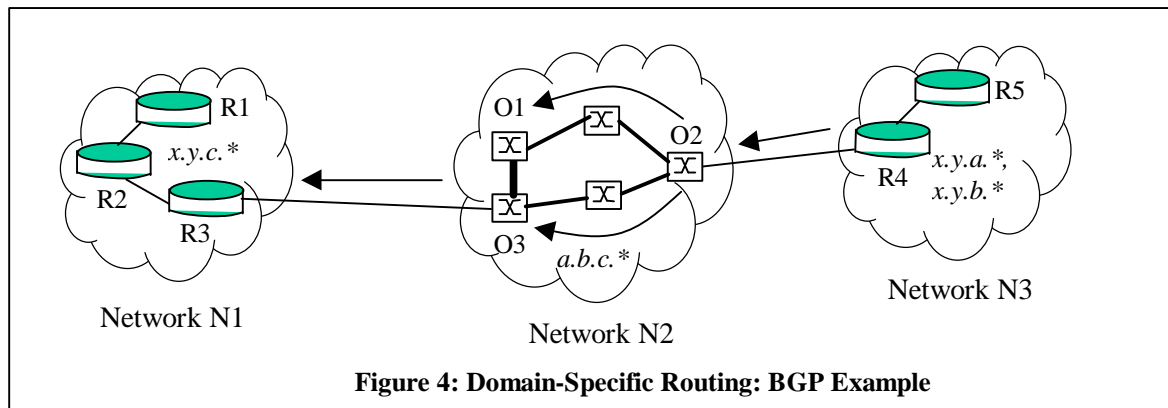 R1
x.y.c.*
R2
R3
Network N1
O1
O2
O3
a.b.c.*
Network N2
R5
R4
x.y.a.*,
x.y.b.*
Network N3
Figure 4: Domain-Specific Routing: BGP Example